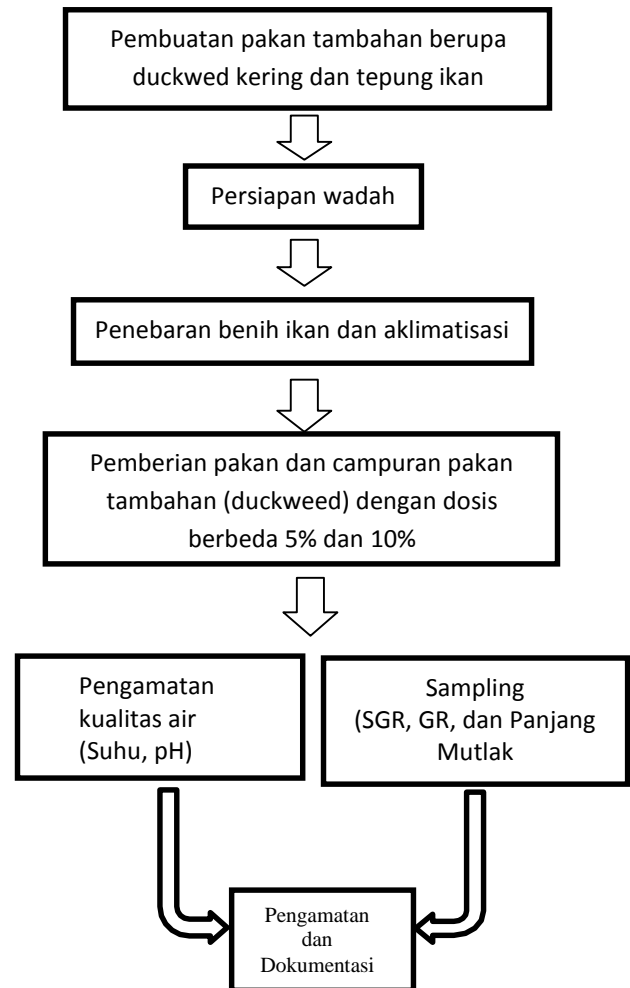 Pembuatan pakan tambahan berupa
duckwed kering dan tepung ikan
Persiapan wadah
Penebaran benih ikan dan aklimatisasi
Pemberian pakan dan campuran pakan
tambahan (duckweed) dengan dosis
berbeda 5% dan 10%
Pengamatan
kualitas air
(Suhu, pH)
Sampling
(SGR, GR, dan Panjang
Mutlak
Pengamatan
dan
Dokumentasi